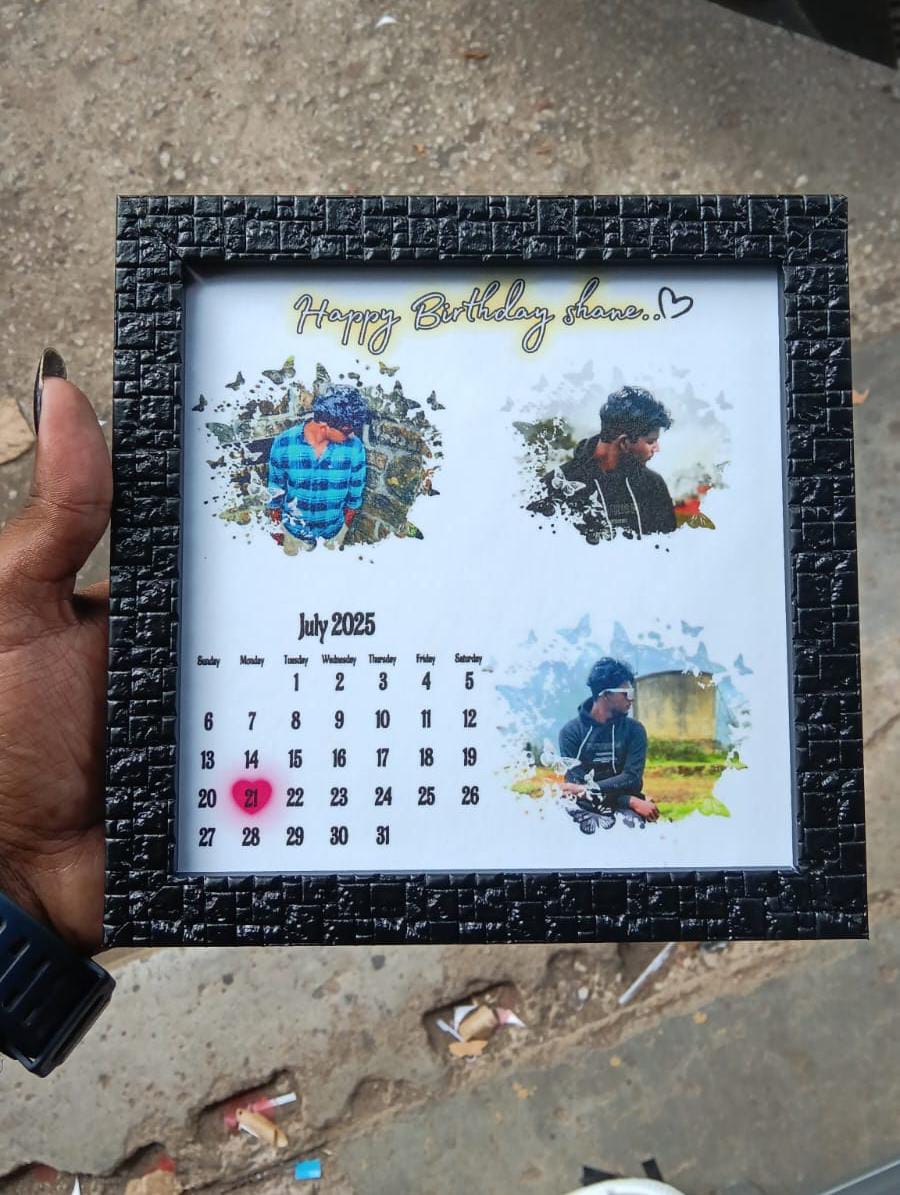 Happy Birthday shane..
July 2025
Sunday Monday Tuesday Wednesday Thursday Friday Saturday
1 2 3 4 5
6 7 8 9 10 11 12
13 14 15 16 17 18 19
20 21 22 23 24 25 26
27 28 29 30 31